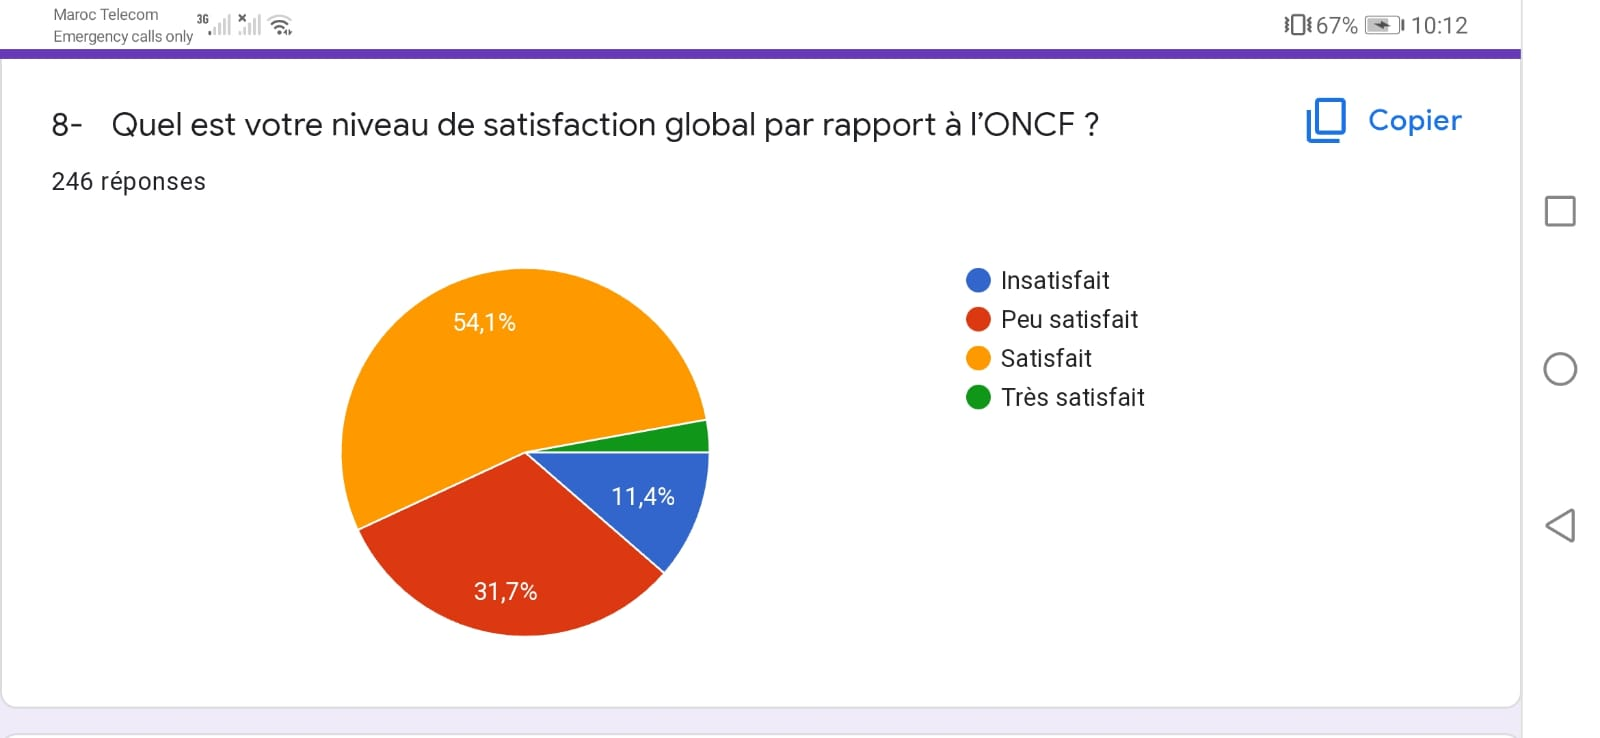 Maroc Telecom
Emergency calls only
3G
67%
10:12
8- Quel est votre niveau de satisfaction global par rapport à l’ONCF ?
Copier
246 réponses
54,1%
11,4%
31,7%
Insatisfait
Peu satisfait
Satisfait
Très satisfait